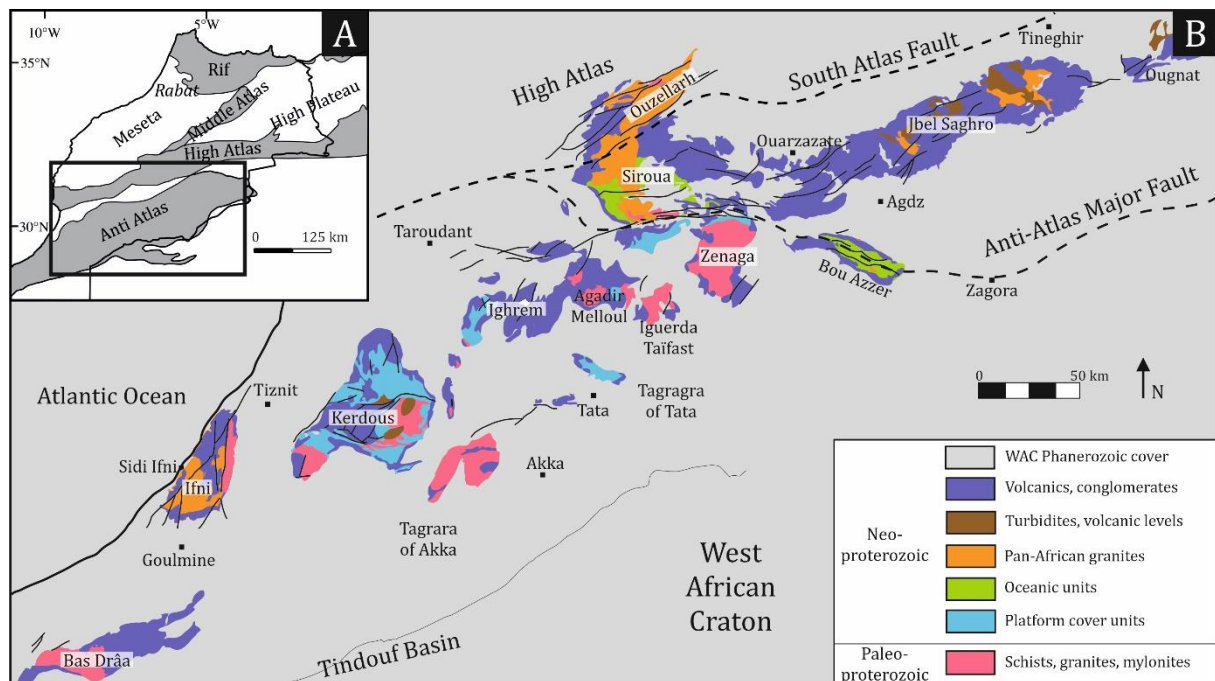 A
10°W
5°W
35°N
30°N
Rif
Rabat
Middle Atlas
High Plateau
Meseta
High Atlas
Anti Atlas
0 125 km
B
High Atlas
South Atlas Fault
Tineghir
Ougnat
Ouzellarh
Jbel Saghro
Ouarzazate
Siroua
Agdz
Anti-Atlas Major Fault
Taroudant
Zenaga
Bou Azzer
Zagora
Agadir
Melloul
Ighrem
Iguerda
Taïfast
0 50 km
N
Atlantic Ocean
Tiznit
Tata
Tagragra
of Tata
Kerdous
Sidi Ifni
Ifni
Akka
Tagrara
of Akka
Goulmine
West
African
Craton
Bas Drâa
Tindouf Basin
WAC Phanerozoic cover
Neo-
proterozoic
Volcanics, conglomerates
Turbidites, volcanic levels
Pan-African granites
Oceanic units
Platform cover units
Paleo-
proterozoic
Schists, granites, mylonites